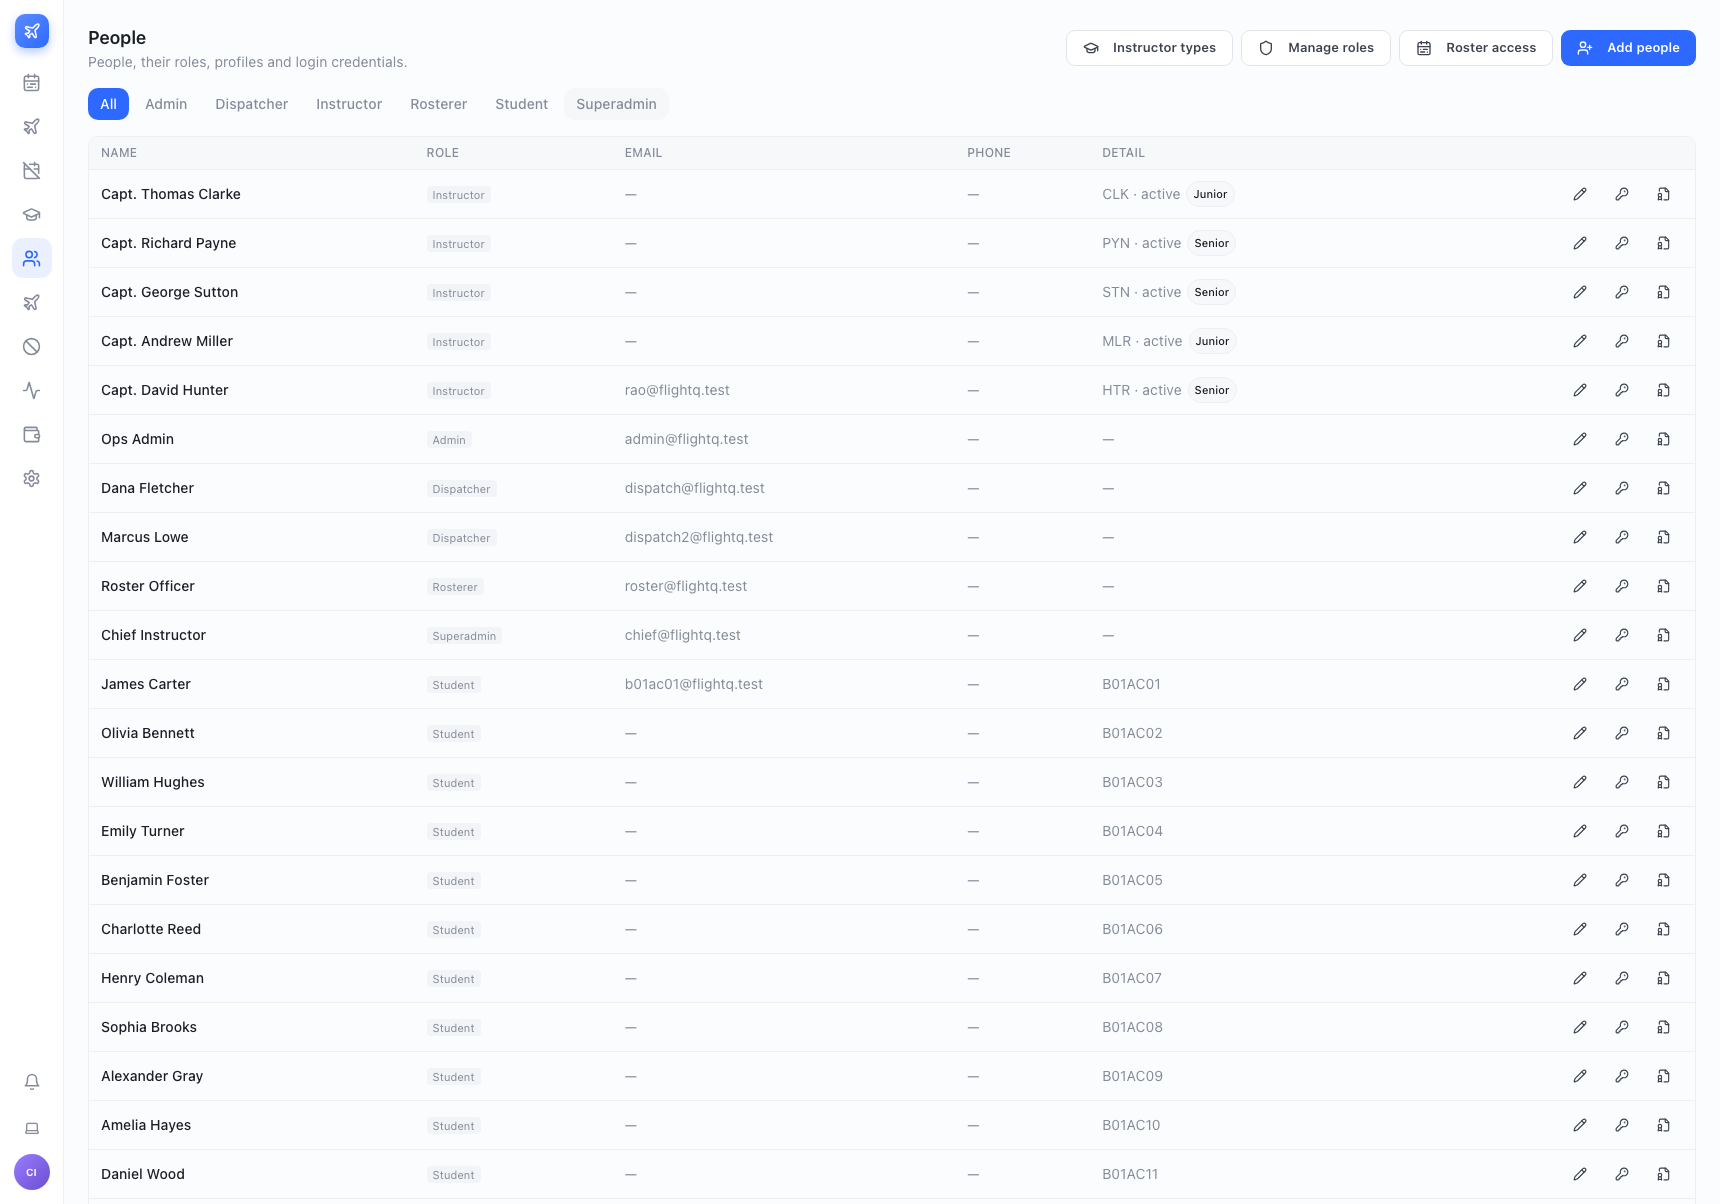 People
People, their roles, profiles and login credentials.
Instructor types
Manage roles
Roster access
Add people
All Admin Dispatcher Instructor Rosterer Student Superadmin
NAME ROLE EMAIL PHONE DETAIL
Capt. Thomas Clarke Instructor — — CLK · active Junior
Capt. Richard Payne Instructor — — PYN · active Senior
Capt. George Sutton Instructor — — STN · active Senior
Capt. Andrew Miller Instructor — — MLR · active Junior
Capt. David Hunter Instructor rao@flightq.test — HTR · active Senior
Ops Admin Admin admin@flightq.test — —
Dana Fletcher Dispatcher dispatch@flightq.test — —
Marcus Lowe Dispatcher dispatch2@flightq.test — —
Roster Officer Rosterer roster@flightq.test — —
Chief Instructor Superadmin chief@flightq.test — —
James Carter Student b01ac01@flightq.test — B01AC01
Olivia Bennett Student — — B01AC02
William Hughes Student — — B01AC03
Emily Turner Student — — B01AC04
Benjamin Foster Student — — B01AC05
Charlotte Reed Student — — B01AC06
Henry Coleman Student — — B01AC07
Sophia Brooks Student — — B01AC08
Alexander Gray Student — — B01AC09
Amelia Hayes Student — — B01AC10
Daniel Wood Student — — B01AC11
CI